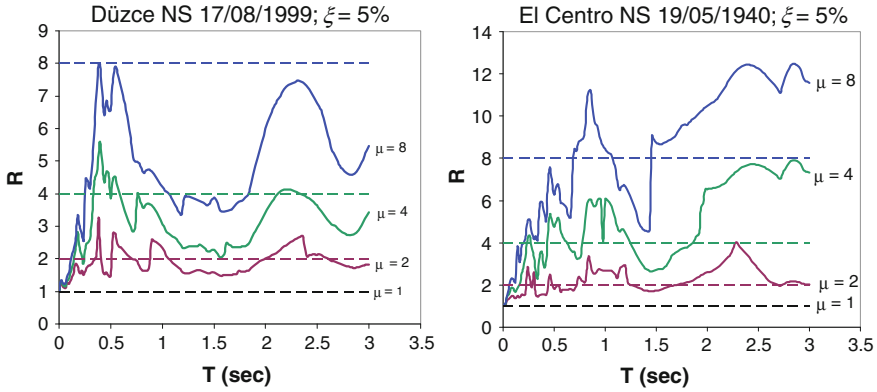 Düzce NS 17/08/1999; ξ = 5%
9
8
7
6
5
4
3
2
1
0
R
μ = 8
μ = 4
μ = 2
μ = 1
0 0.5 1 1.5 2 2.5 3 3.5
T (sec)
El Centro NS 19/05/1940; ξ = 5%
14
12
10
8
6
4
2
0
R
μ = 8
μ = 4
μ = 2
μ = 1
0 0.5 1 1.5 2 2.5 3 3.5
T (sec)